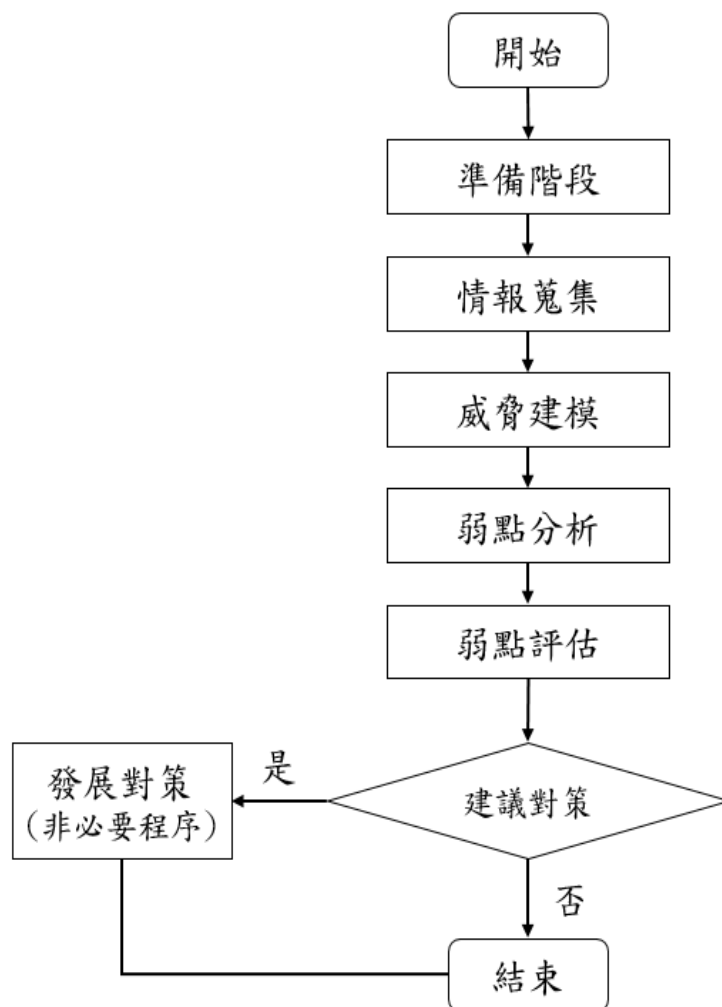 開始
準備階段
情報蒐集
威脅建模
弱點分析
弱點評估
建議對策
是
發展對策
(非必要程序)
否
結束